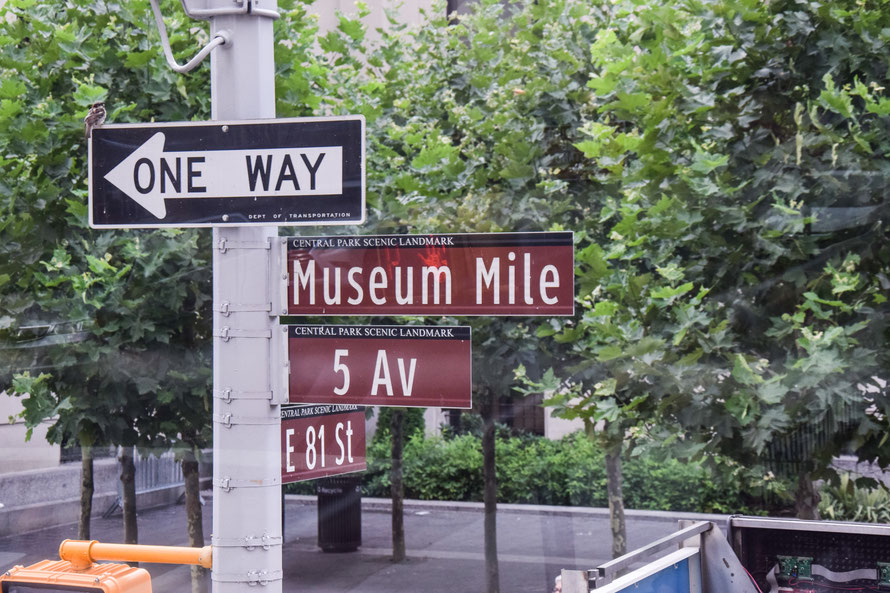 ONE WAY
DEPT OF TRANSPORTATION
CENTRAL PARK SCENIC LANDMARK
Museum Mile
CENTRAL PARK SCENIC LANDMARK
5 Av
CENTRAL PARK SCENIC LANDMARK
E 81 St